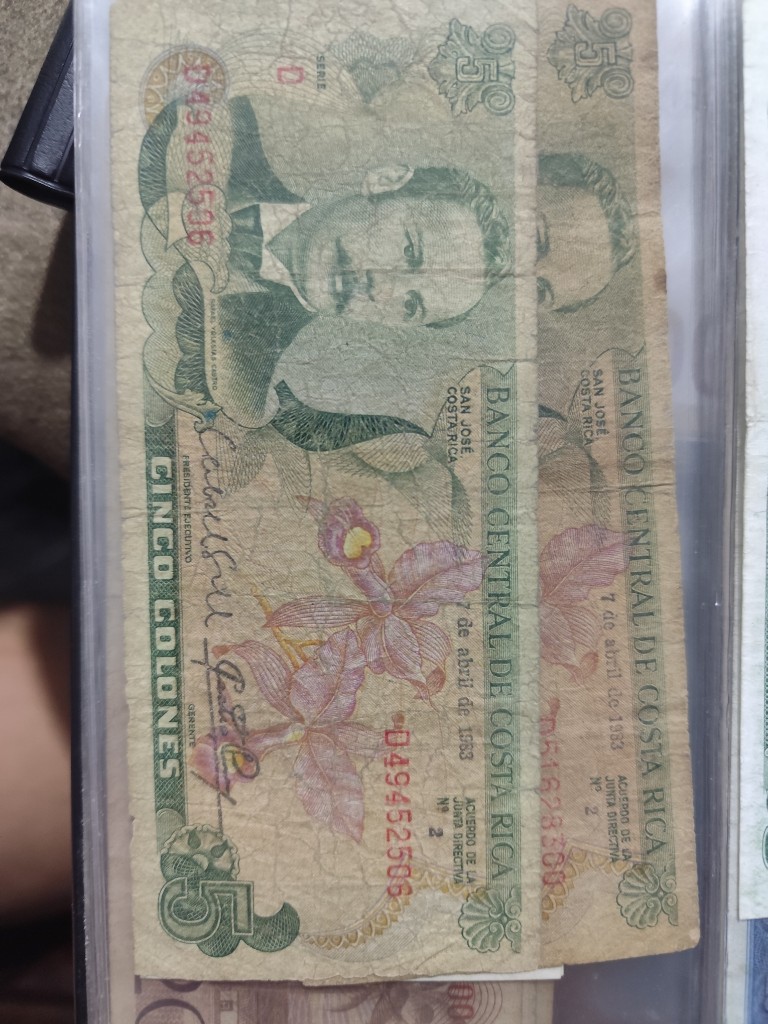 5
BANCO CENTRAL DE COSTA RICA
SAN JOSÉ,
COSTA RICA
7 de abril de 1983
ACUERDO DE LA
JUNTA DIRECTIVA
Nº 2
SERIE
D
D49452506
D49452506
PRESIDENTE EJECUTIVO
GERENTE
CINCO COLONES
5
5
BANCO CENTRAL DE COSTA RICA
SAN JOSÉ,
COSTA RICA
7 de abril de 1983
ACUERDO DE LA
JUNTA DIRECTIVA
Nº 2